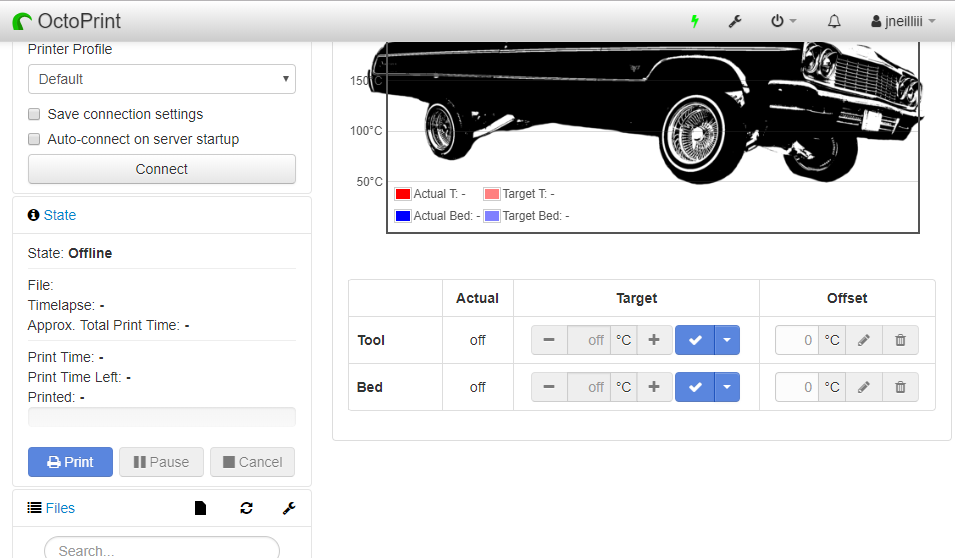 OctoPrint
jneilliii
Printer Profile
Default
Save connection settings
Auto-connect on server startup
Connect
State
State: Offline
File:
Timelapse: -
Approx. Total Print Time: -
Print Time: -
Print Time Left: -
Printed: -
Print Pause Cancel
Files
Search...
150°C
100°C
50°C
Actual T: - Target T: -
Actual Bed: - Target Bed: -
Actual Target Offset
Tool off off °C 0 °C
Bed off off °C 0 °C